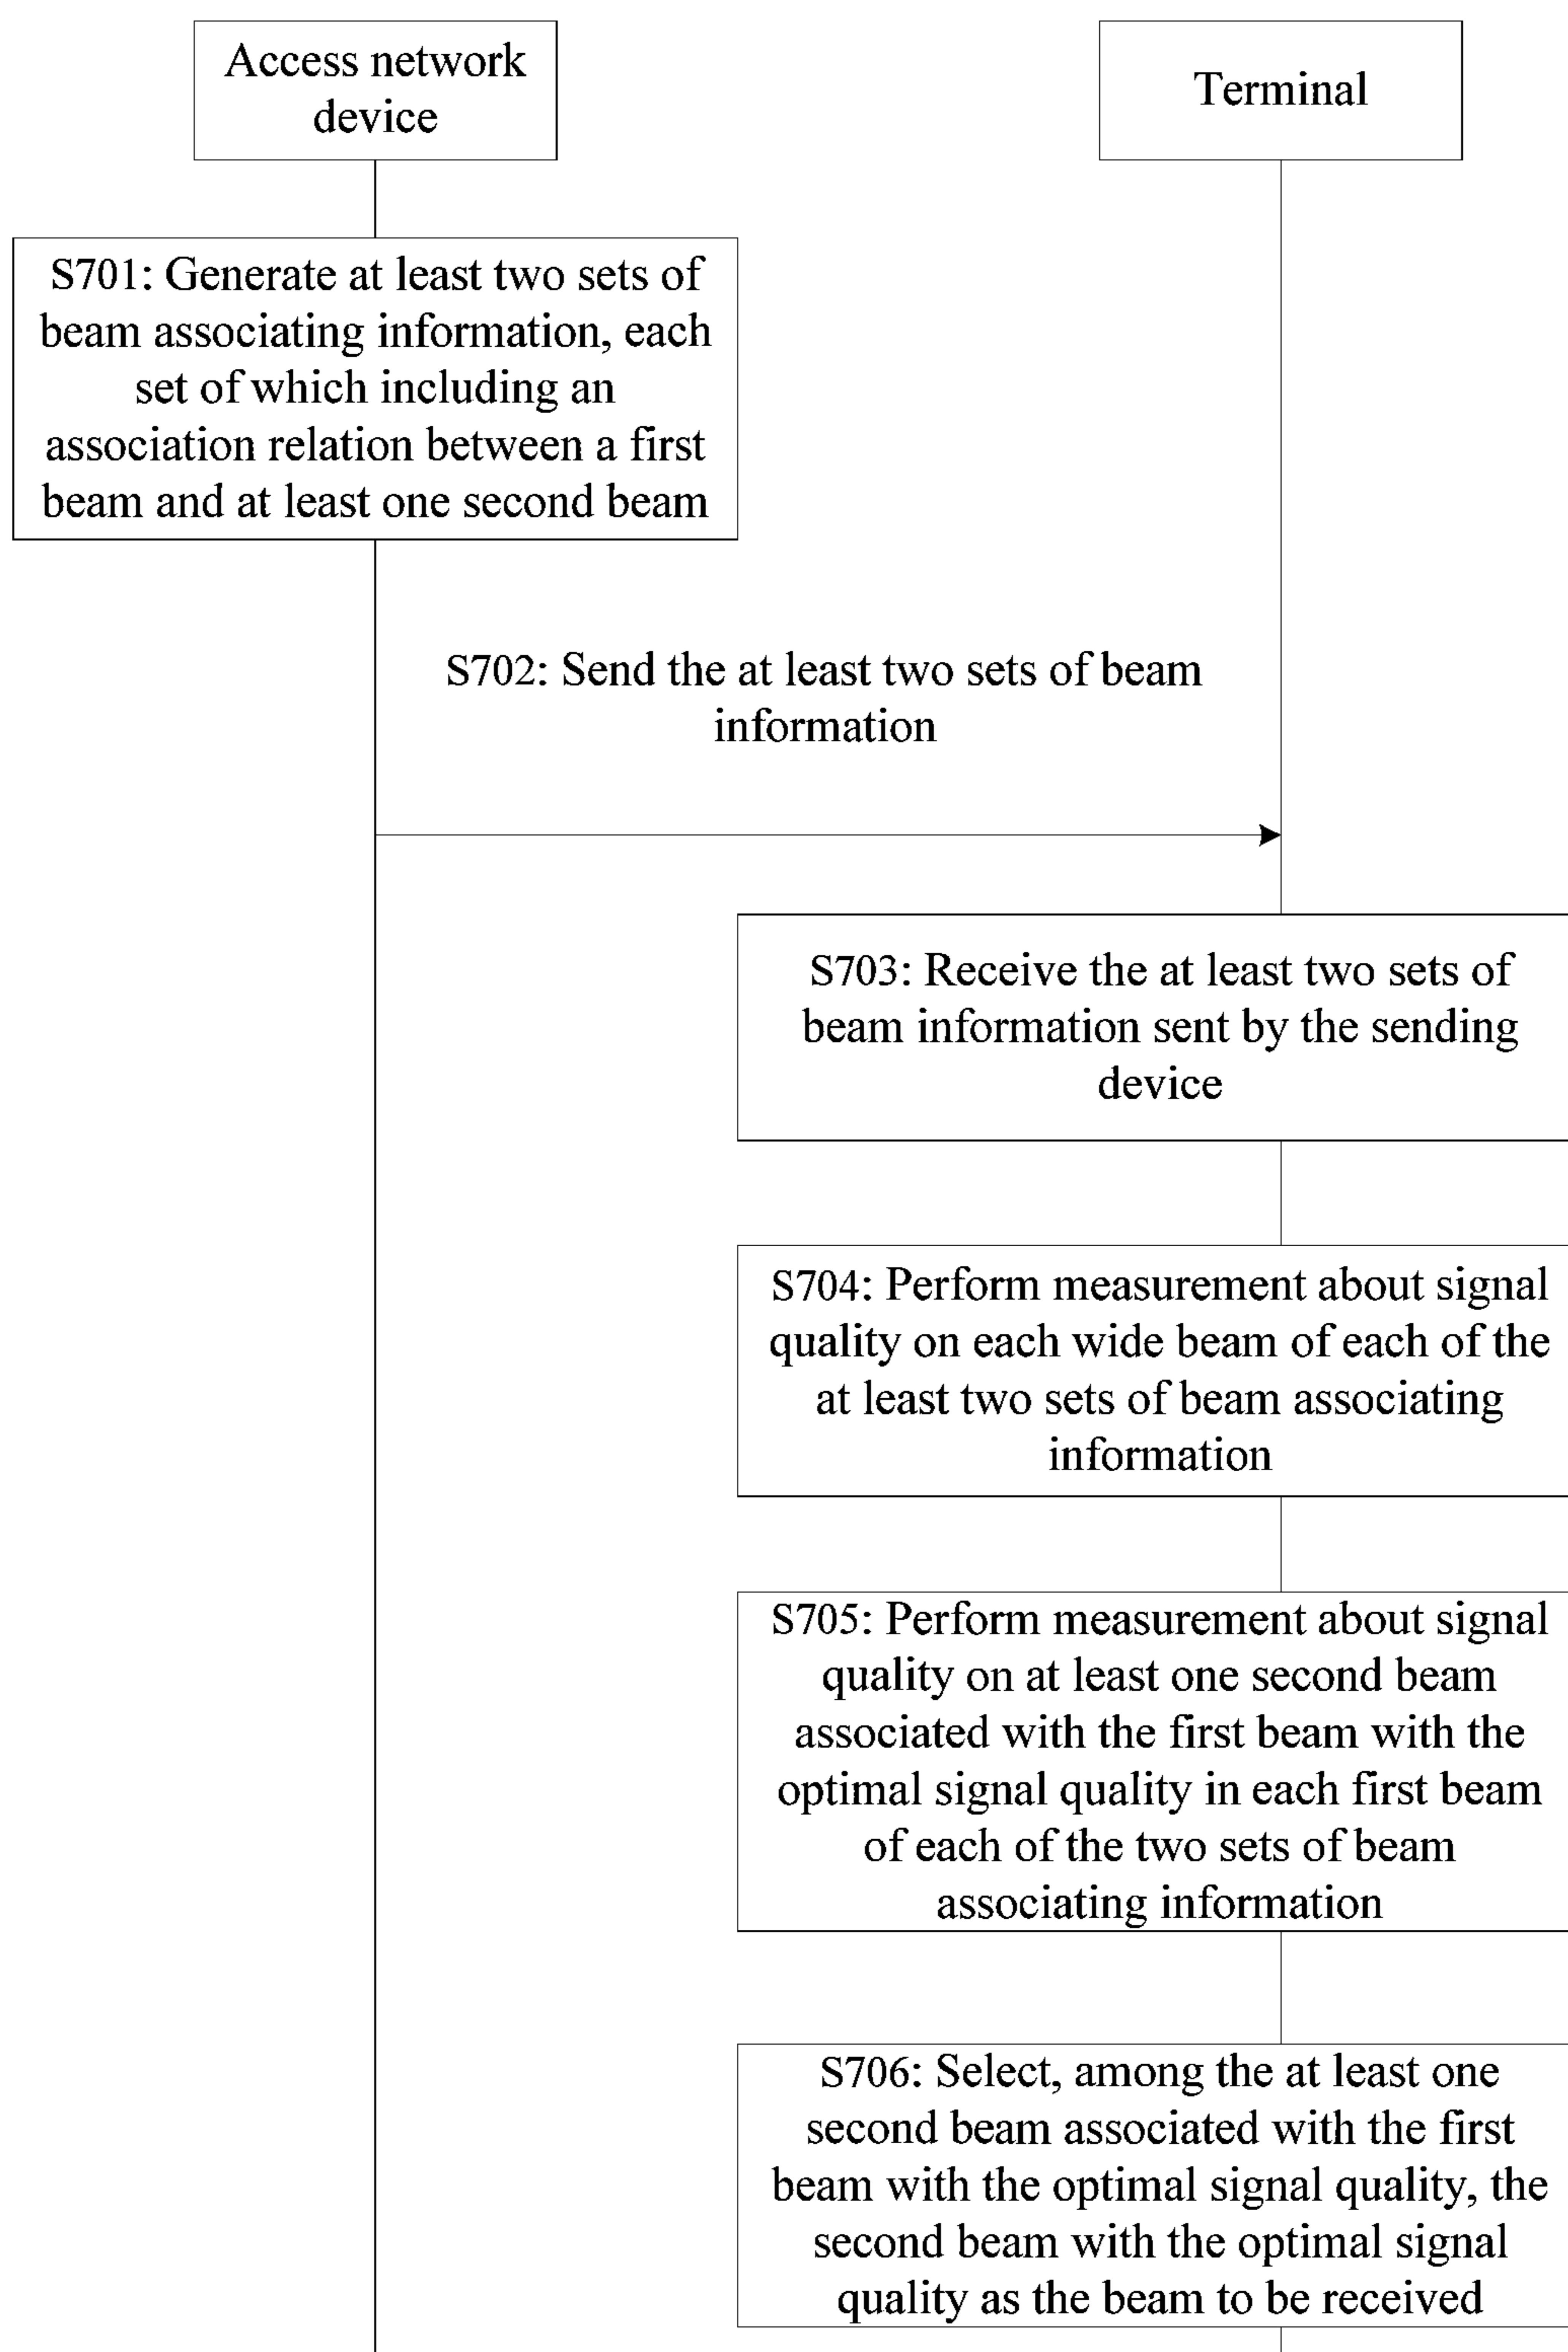 Access network
device
Terminal
S701: Generate at least two sets of
beam associating information, each
set of which including an
association relation between a first
beam and at least one second beam
S702: Send the at least two sets of beam
information
S703: Receive the at least two sets of
beam information sent by the sending
device
S704: Perform measurement about signal
quality on each wide beam of each of the
at least two sets of beam associating
information
S705: Perform measurement about signal
quality on at least one second beam
associated with the first beam with the
optimal signal quality in each first beam
of each of the two sets of beam
associating information
S706: Select, among the at least one
second beam associated with the first
beam with the optimal signal quality, the
second beam with the optimal signal
quality as the beam to be received